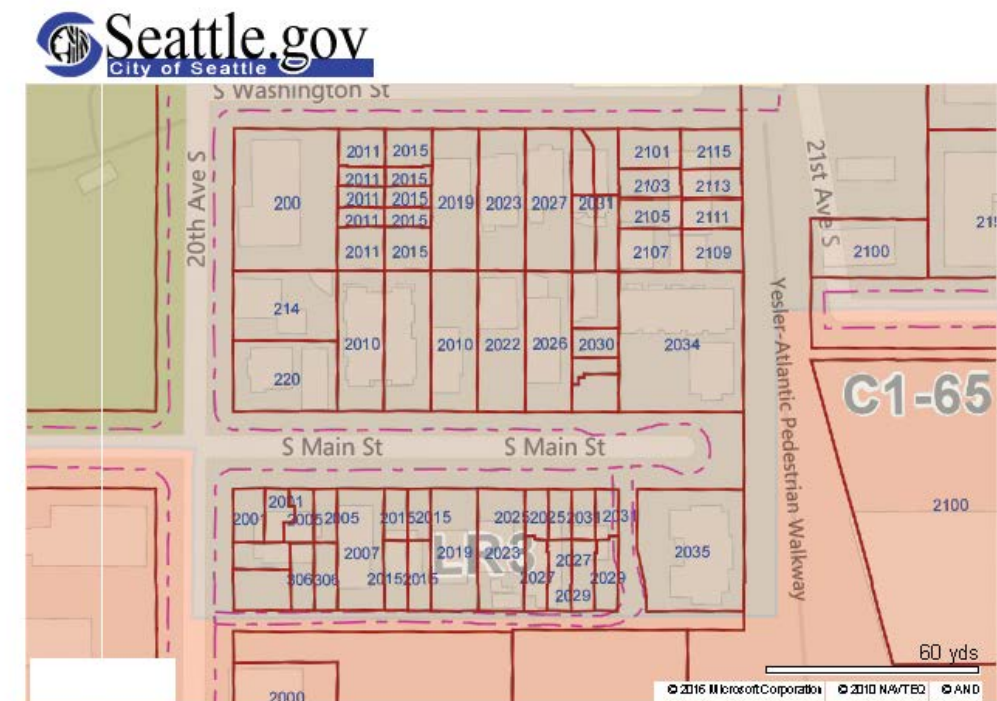 Seattle.gov
City of Seattle
S Washington St
20th Ave S
21st Ave S
2011 2015 2101 2115
2011 2015 2103 2113
200 2011 2015 2019 2023 2027 2031
2011 2015 2105 2111
2011 2015 2107 2109
2100
214
2010 2010 2022 2026 2030 2034
220
Yesler-Atlantic Pedestrian Walkway
C1-65
S Main St S Main St
2001 2001 2005 2005 2015 2015 2025 2025 2031
2100
LR3
2007 2019 2023 2027 2035
306 306 2015 2015 2027 2029
2029
2000
60 yds
© 2016 Microsoft Corporation © 2010 NAVTEQ © AND